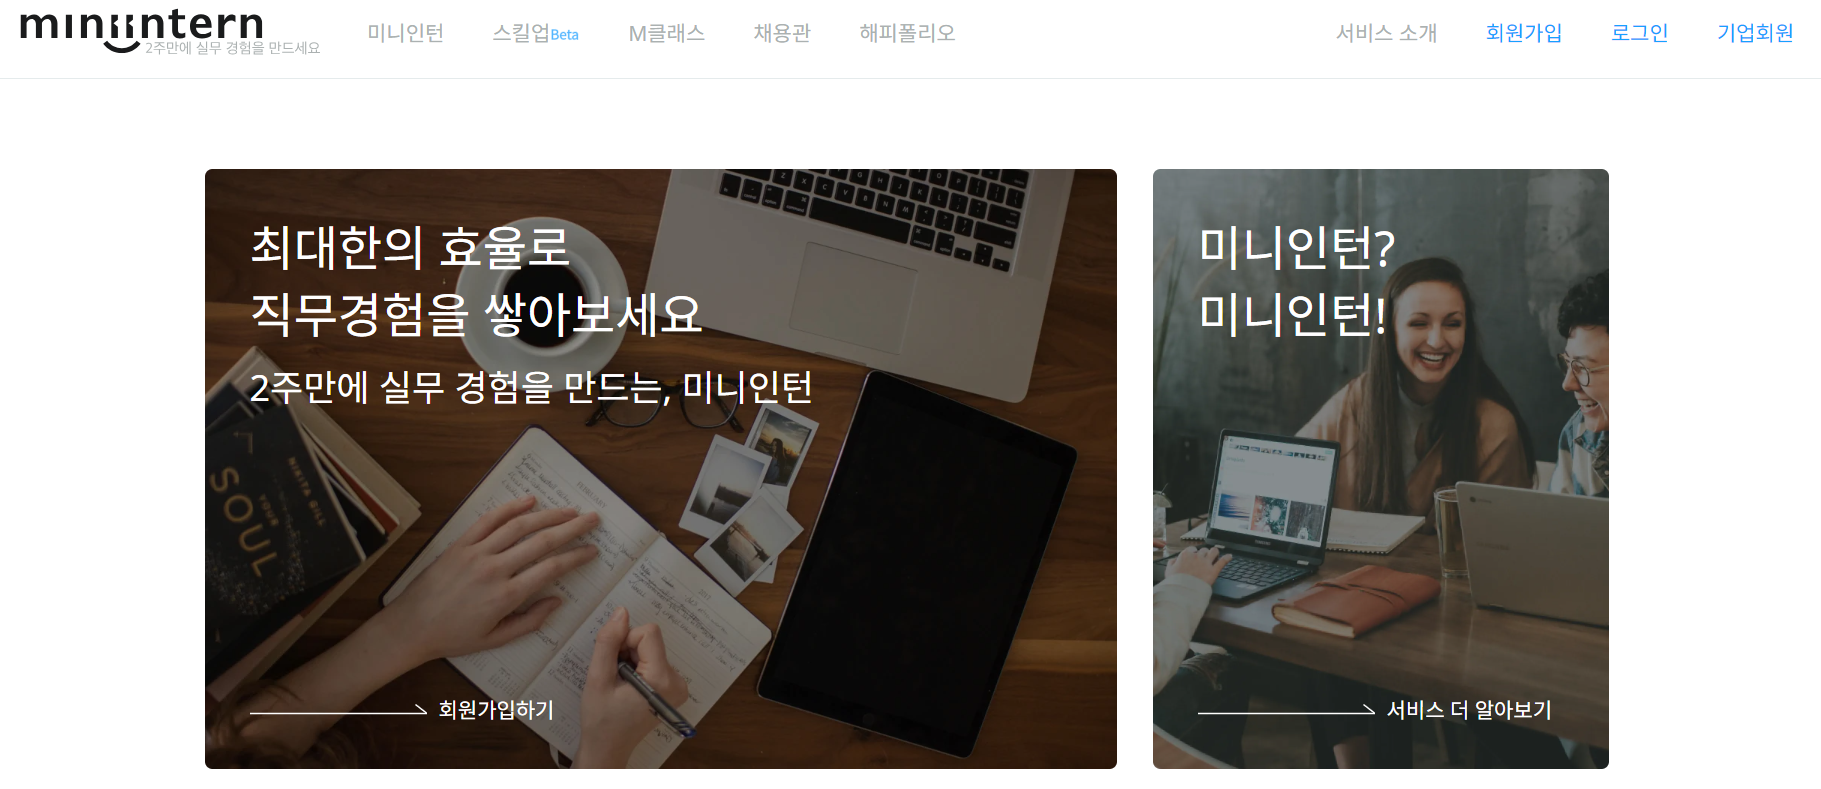 miniintern
2주만에 실무 경험을 만드세요
미니인턴 스킬업Beta M클래스 채용관 해피폴리오
서비스 소개 회원가입 로그인 기업회원
최대한의 효율로
직무경험을 쌓아보세요
2주만에 실무 경험을 만드는, 미니인턴
NIKITA GILL
YOUR
SOUL
FEBRUARY
회원가입하기
미니인턴?
미니인턴!
서비스 더 알아보기